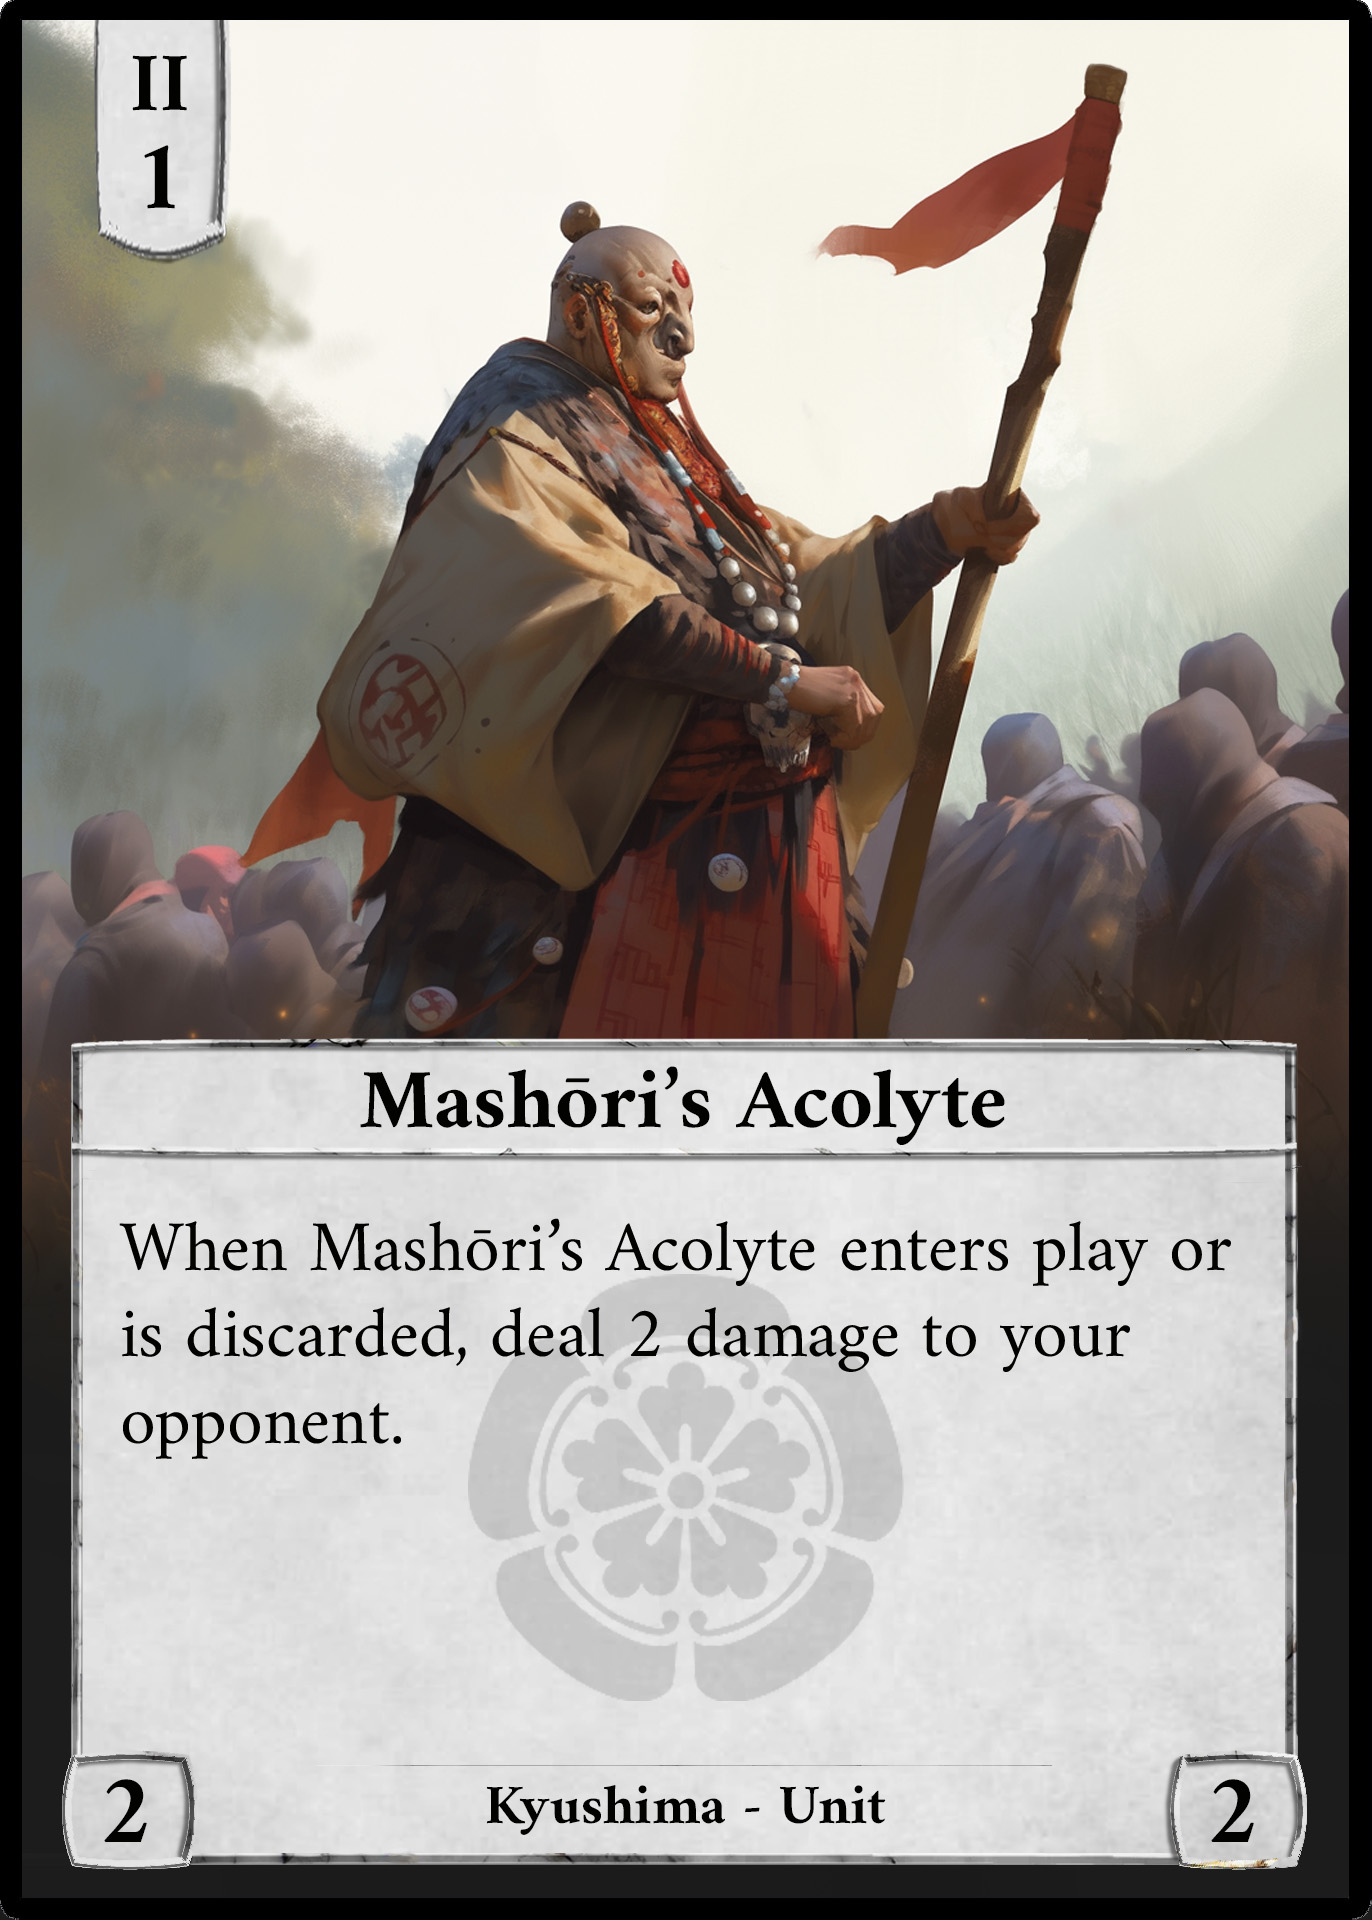 II
1
Mashōri’s Acolyte
When Mashōri’s Acolyte enters play or
is discarded, deal 2 damage to your
opponent.
2
Kyushima - Unit
2